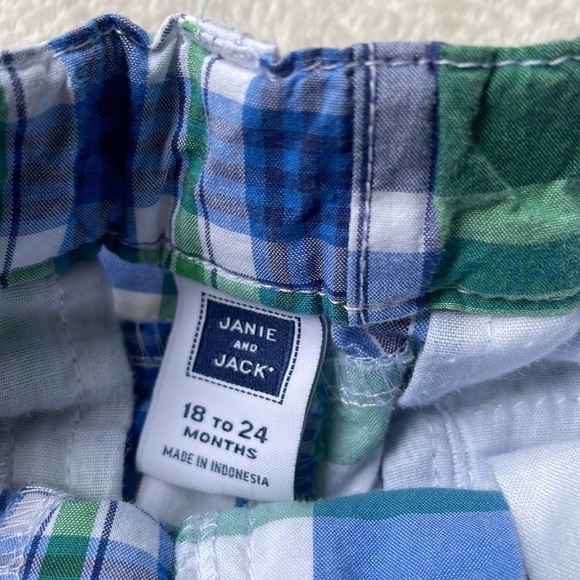 JANIE
AND
JACK®
18 TO 24
MONTHS
MADE IN INDONESIA